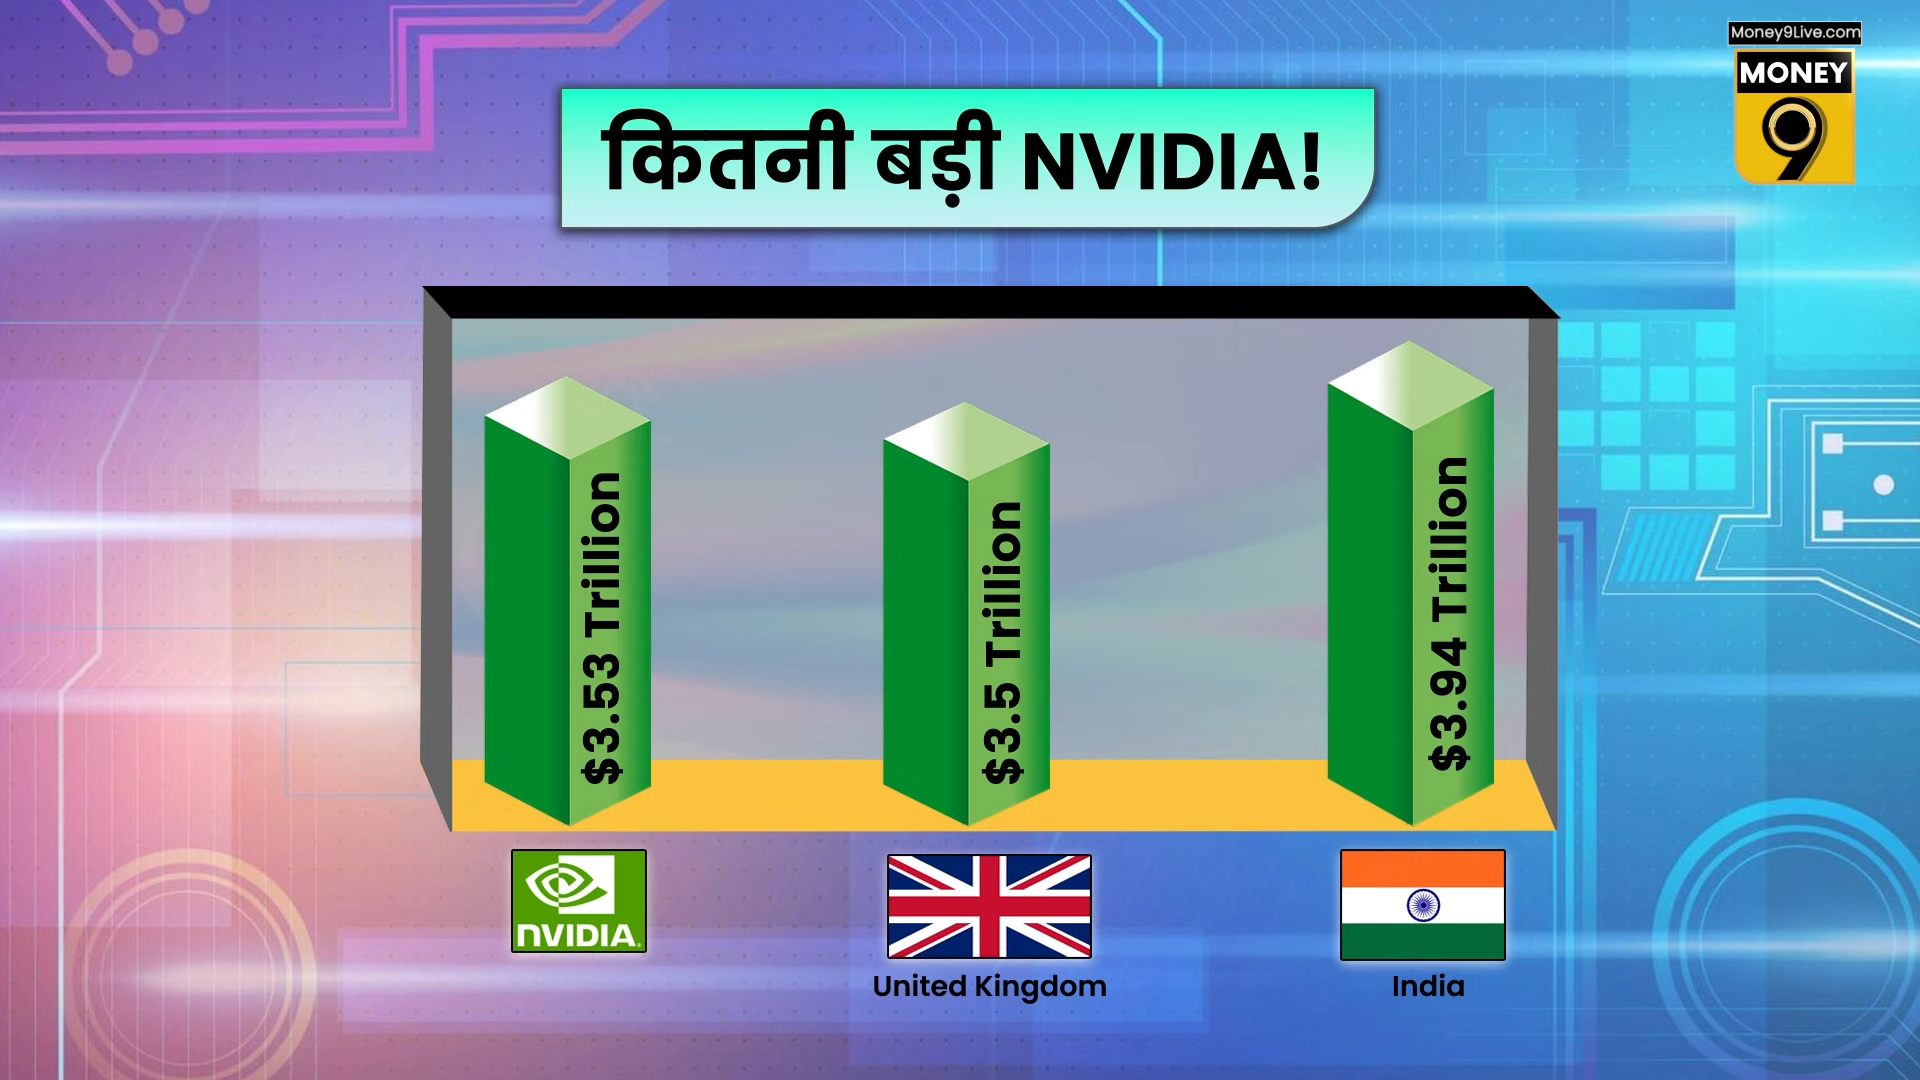 Money9Live.com
MONEY
9
कितनी बड़ी NVIDIA!
$3.53 Trillion
$3.5 Trillion
$3.94 Trillion
NVIDIA.
United Kingdom
India